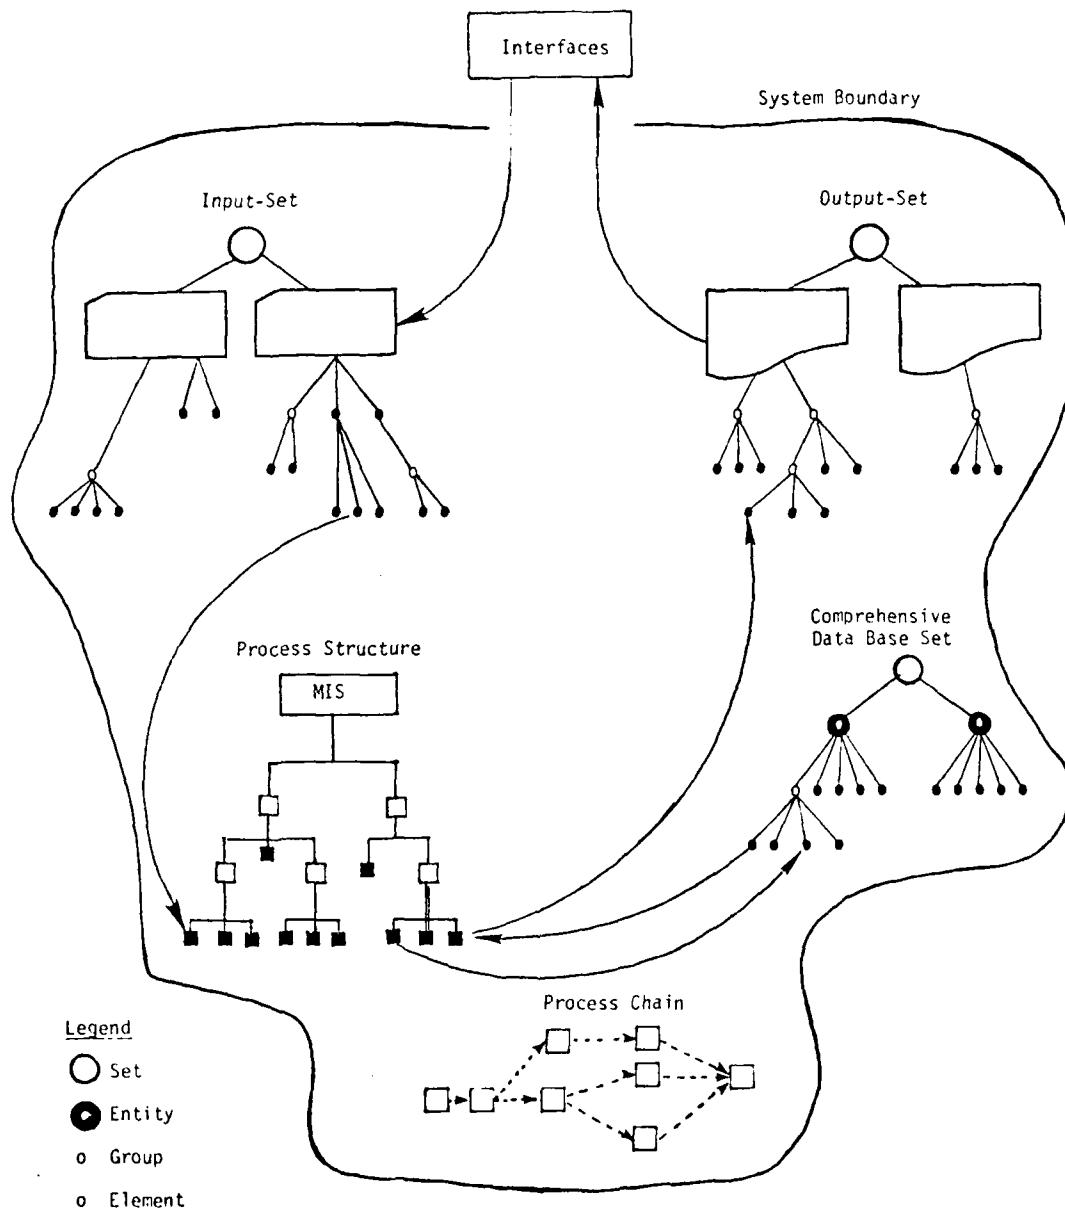 Interfaces
System Boundary
Input-Set
Output-Set
Comprehensive
Data Base Set
Process Structure
MIS
Process Chain
Legend
Set
Entity
o Group
o Element